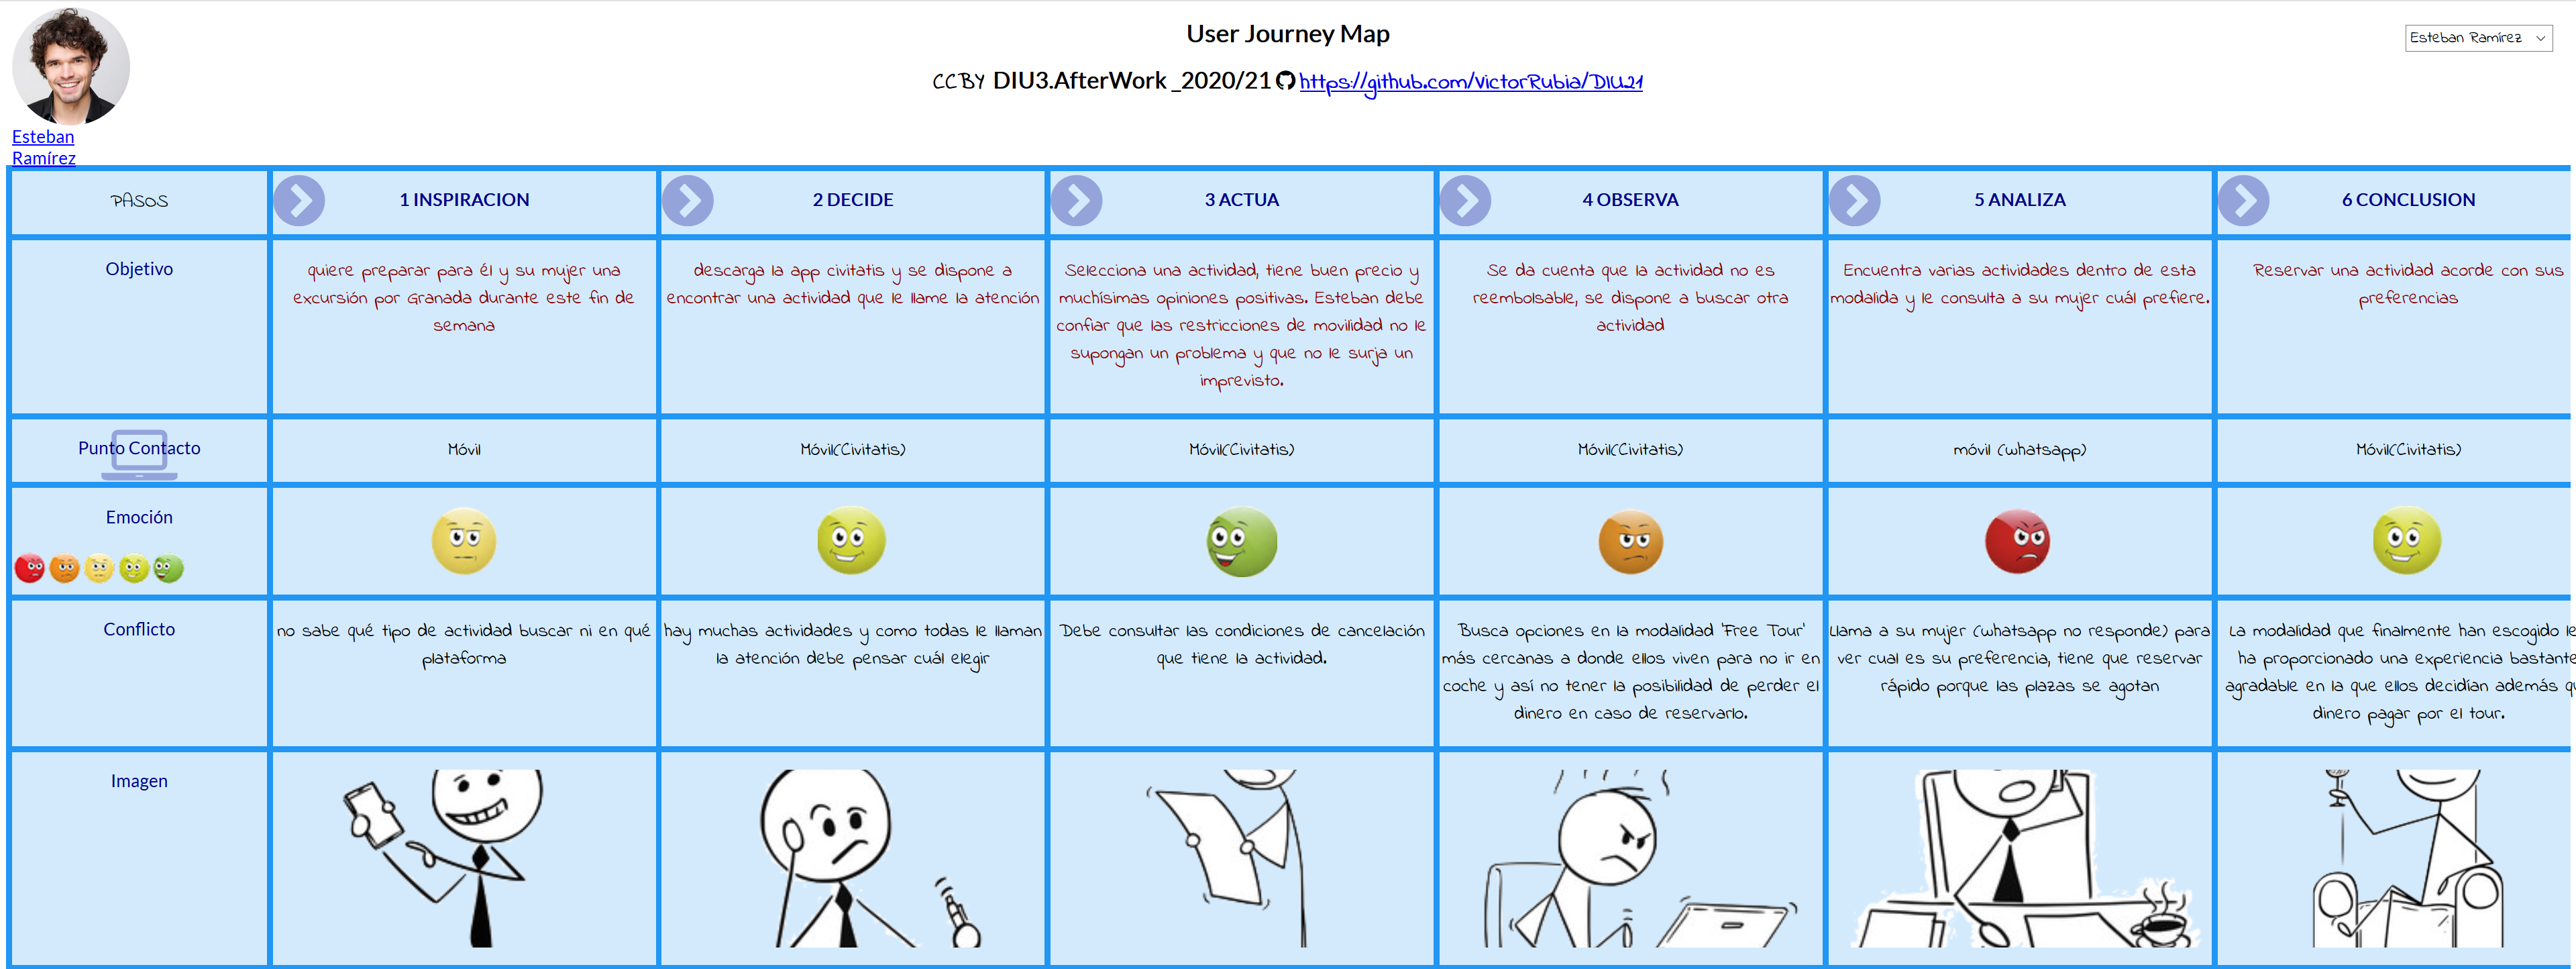 User Journey Map
Esteban Ramírez
CCBY DIU3.AfterWork _2020/21 https://github.com/VictorRubia/DIU21
Esteban
Ramírez
PASOS
1 INSPIRACION
2 DECIDE
3 ACTUA
4 OBSERVA
5 ANALIZA
6 CONCLUSION
Objetivo
quiere preparar para él y su mujer una
excursión por Granada durante este fin de
semana
descarga la app civitatis y se dispone a
encontrar una actividad que le llame la atención
Selecciona una actividad, tiene buen precio y
muchísimas opiniones positivas. Esteban debe
confiar que las restricciones de movilidad no le
supongan un problema y que no le surja un
imprevisto.
Se da cuenta que la actividad no es
reembolsable, se dispone a buscar otra
actividad
Encuentra varias actividades dentro de esta
modalida y le consulta a su mujer cuál prefiere.
Reservar una actividad acorde con sus
preferencias
Punto Contacto
Móvil
Móvil(Civitatis)
Móvil(Civitatis)
Móvil(Civitatis)
móvil (whatsapp)
Móvil(Civitatis)
Emoción
Conflicto
no sabe qué tipo de actividad buscar ni en qué
plataforma
hay muchas actividades y como todas le llaman
la atención debe pensar cuál elegir
Debe consultar las condiciones de cancelación
que tiene la actividad.
Busca opciones en la modalidad 'Free Tour'
más cercanas a donde ellos viven para no ir en
coche y así no tener la posibilidad de perder el
dinero en caso de reservarlo.
Llama a su mujer (whatsapp no responde) para
ver cual es su preferencia, tiene que reservar
rápido porque las plazas se agotan
La modalidad que finalmente han escogido le
ha proporcionado una experiencia bastante
agradable en la que ellos decidían además q
dinero pagar por el tour.
Imagen